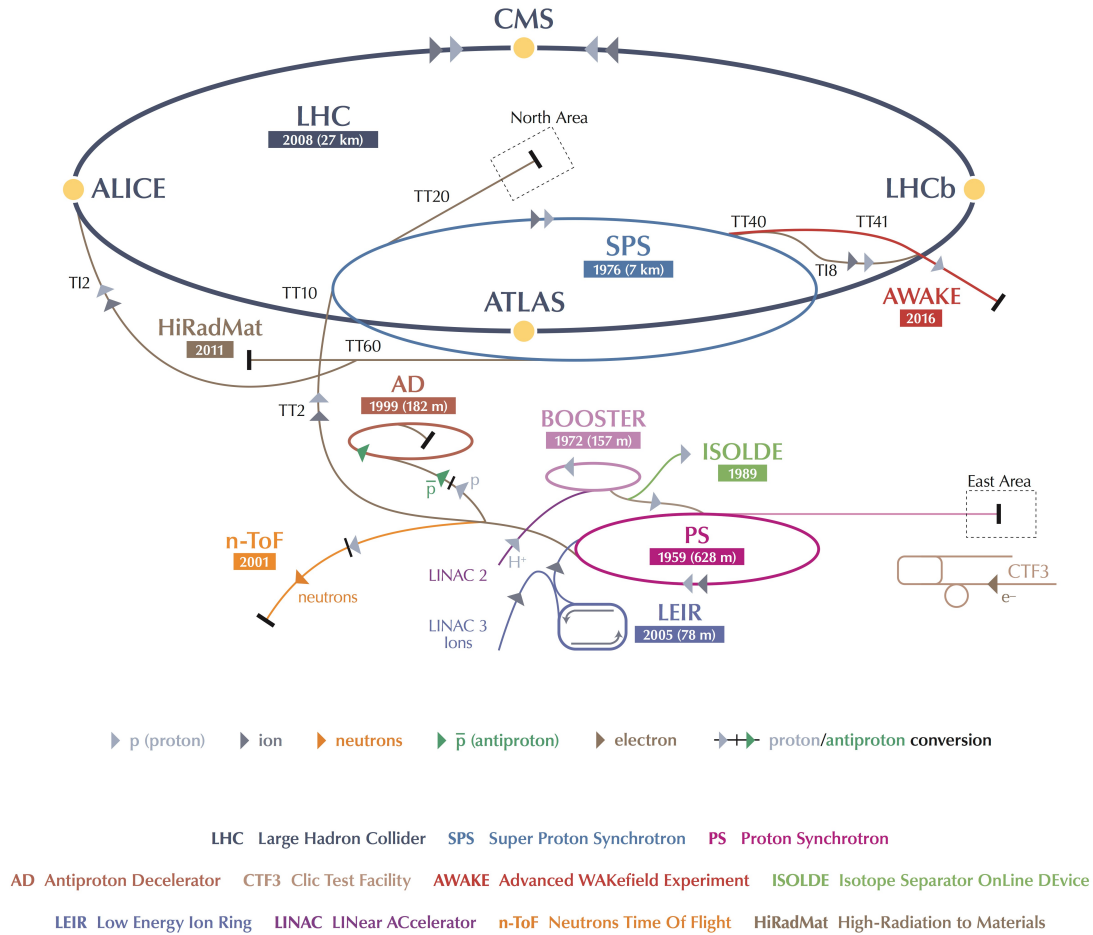 CMS
LHC
2008 (27 km)
North Area
ALICE
LHCb
TT20
TT40
TT41
SPS
1976 (7 km)
TI8
TI2
TT10
ATLAS
AWAKE
2016
HiRadMat
2011
TT60
AD
1999 (182 m)
TT2
BOOSTER
1972 (157 m)
ISOLDE
1989
p̅
p
East Area
n-ToF
2001
PS
1959 (628 m)
LINAC 2
H+
neutrons
CTF3
e–
LINAC 3
Ions
LEIR
2005 (78 m)
p (proton) ion neutrons p̅ (antiproton) electron proton/antiproton conversion
LHC Large Hadron Collider SPS Super Proton Synchrotron PS Proton Synchrotron
AD Antiproton Decelerator CTF3 Clic Test Facility AWAKE Advanced WAKefield Experiment ISOLDE Isotope Separator OnLine DEvice
LEIR Low Energy Ion Ring LINAC LINear ACcelerator n-ToF Neutrons Time Of Flight HiRadMat High-Radiation to Materials